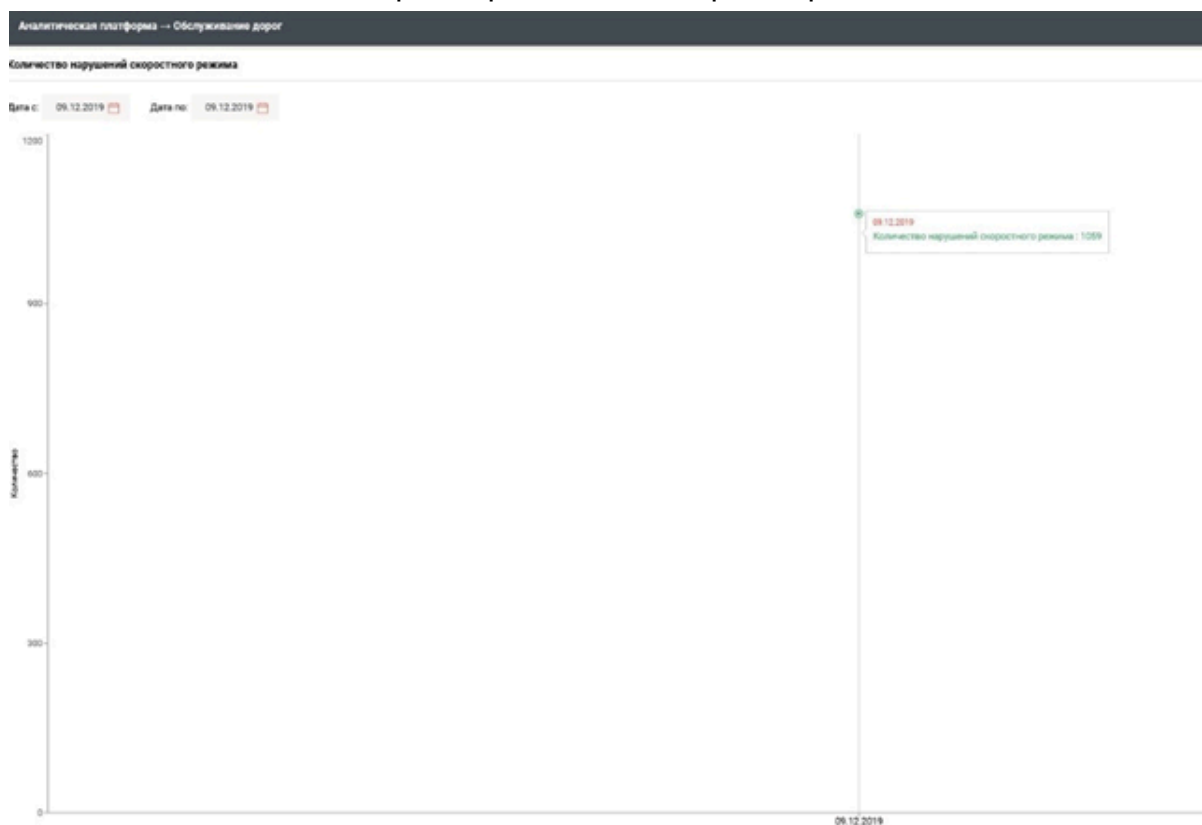 Аналитическая платформа → Обслуживание дорог
Количество нарушений скоростного режима
Дата с: 09.12.2019 Дата по: 09.12.2019
1200
09.12.2019
Количество нарушений скоростного режима : 1059
900
Количество
600
300
0
09.12.2019